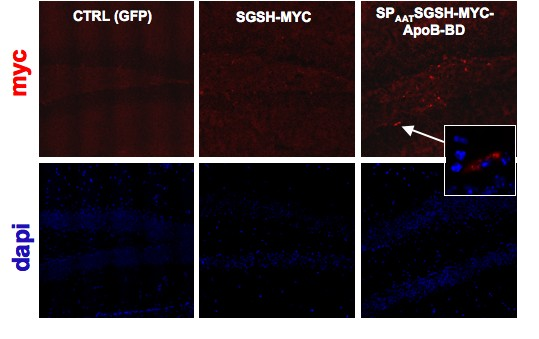 CTRL (GFP)
SGSH-MYC
SPAATSGSH-MYC-
ApoB-BD
myc
dapi